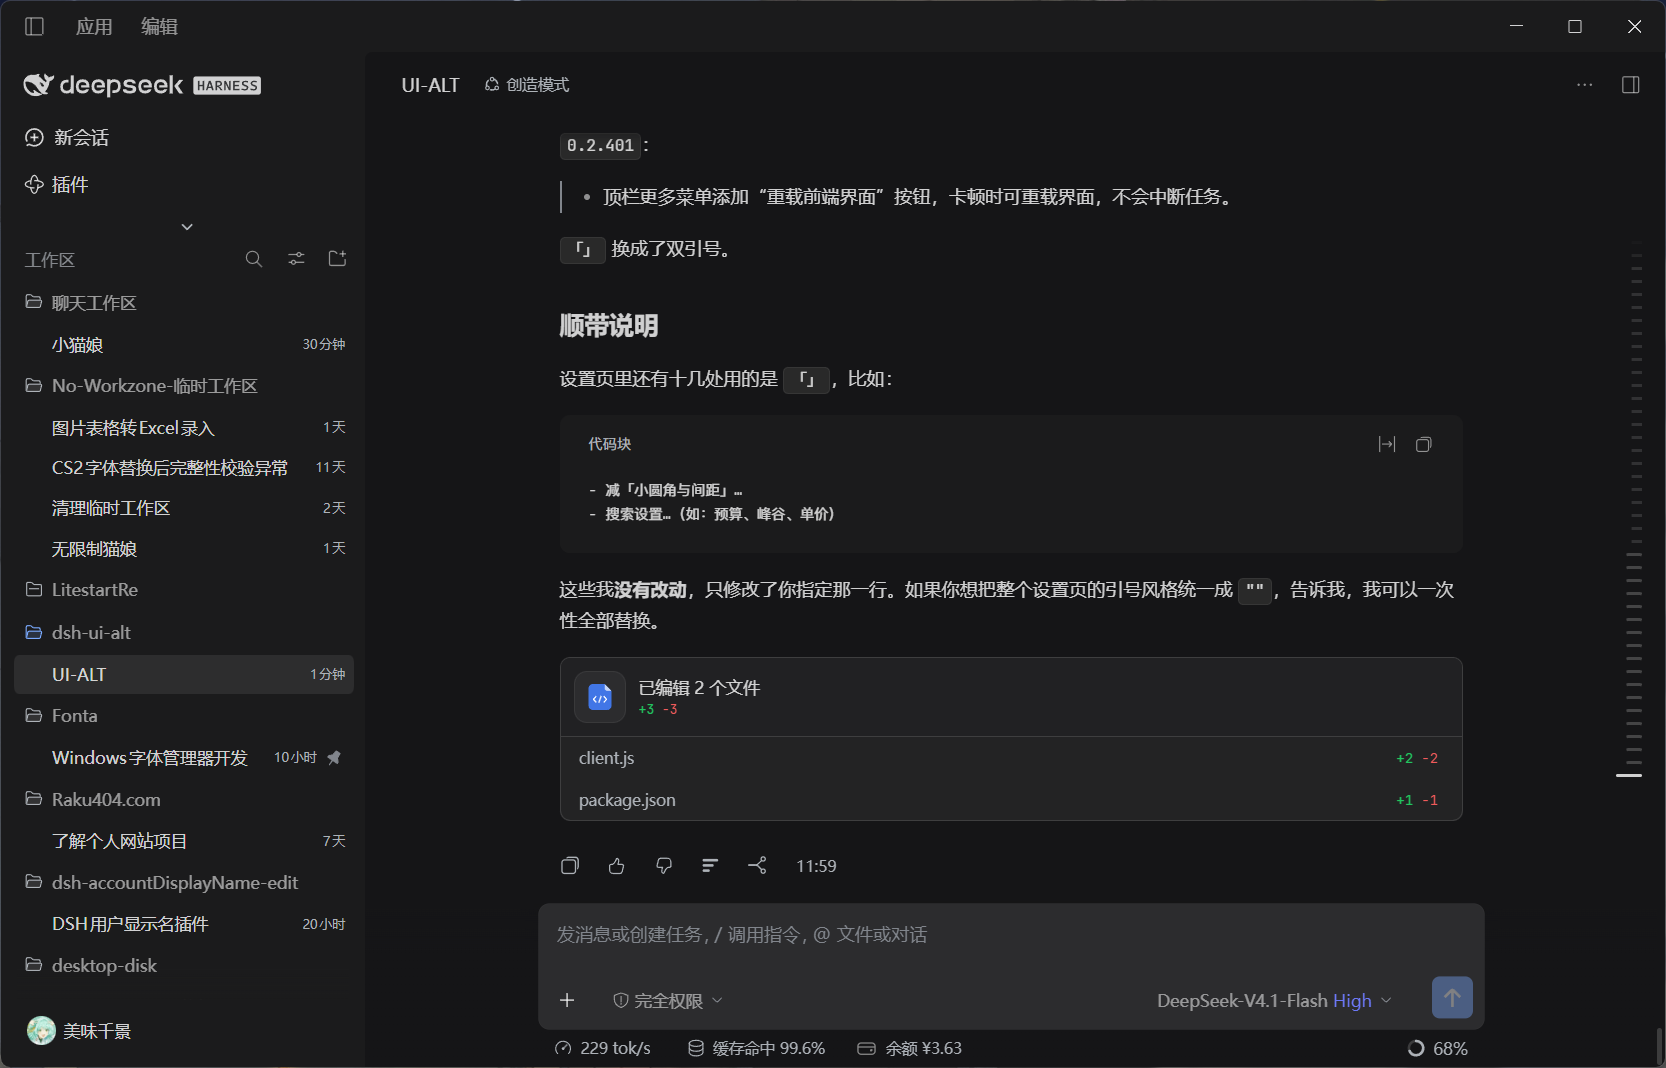 应用 编辑
deepseek HARNESS
新会话
插件
工作区
聊天工作区
小猫娘 30分钟
No-Workzone-临时工作区
图片表格转Excel录入 1天
CS2字体替换后完整性校验异常 11天
清理临时工作区 2天
无限制猫娘 1天
LitestartRe
dsh-ui-alt
UI-ALT 1分钟
Fonta
Windows字体管理器开发 10小时
Raku404.com
了解个人网站项目 7天
dsh-accountDisplayName-edit
DSH用户显示名插件 20小时
desktop-disk
美味千景
UI-ALT 创造模式
0.2.401：
• 顶栏更多菜单添加“重载前端界面”按钮，卡顿时可重载界面，不会中断任务。
「」 换成了双引号。
顺带说明
设置页里还有十几处用的是 「」，比如：
代码块
- 减「小圆角与间距」…
- 搜索设置…（如：预算、峰谷、单价）
这些我没有改动，只修改了你指定那一行。如果你想把整个设置页的引号风格统一成 ""，告诉我，我可以一次
性全部替换。
已编辑 2 个文件
+3 -3
client.js +2 -2
package.json +1 -1
11:59
发消息或创建任务, / 调用指令, @ 文件或对话
完全权限
DeepSeek-V4.1-Flash High
229 tok/s 缓存命中 99.6% 余额 ¥3.63 68%